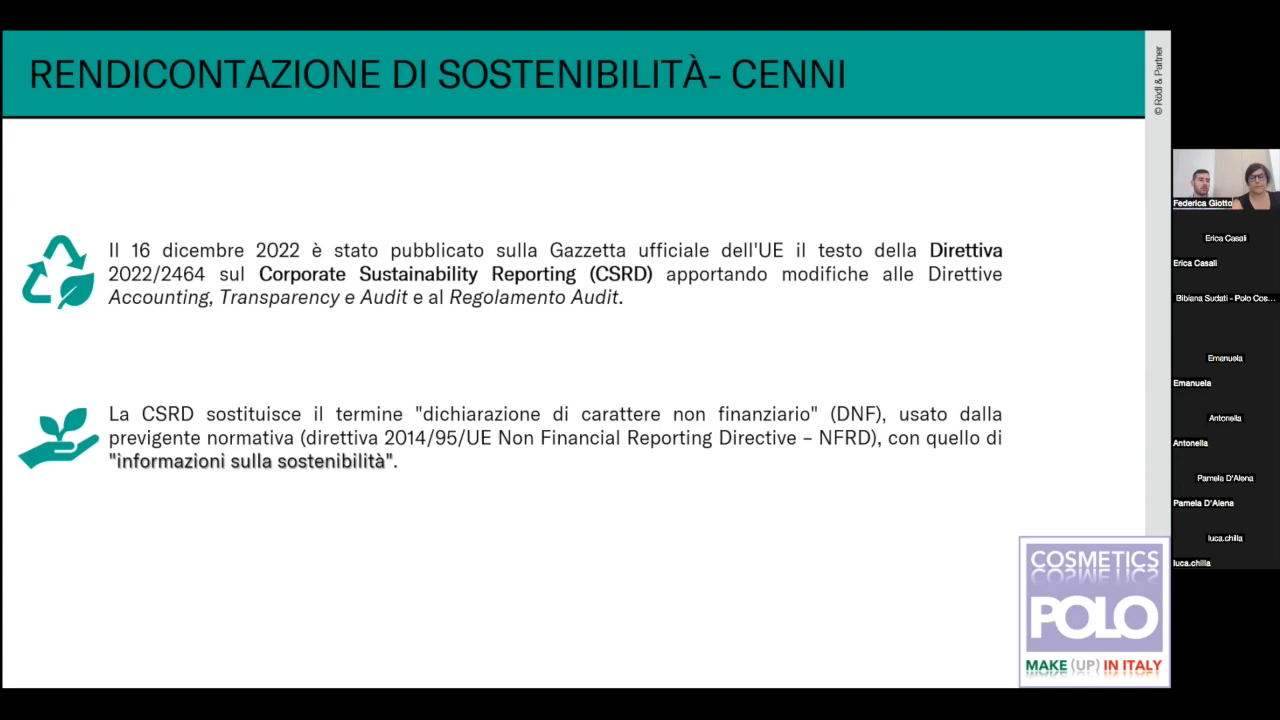 RENDICONTAZIONE DI SOSTENIBILITÀ- CENNI
© Rödl & Partner
Il 16 dicembre 2022 è stato pubblicato sulla Gazzetta ufficiale dell'UE il testo della Direttiva
2022/2464 sul Corporate Sustainability Reporting (CSRD) apportando modifiche alle Direttive
Accounting, Transparency e Audit e al Regolamento Audit.
La CSRD sostituisce il termine "dichiarazione di carattere non finanziario" (DNF), usato dalla
previgente normativa (direttiva 2014/95/UE Non Financial Reporting Directive – NFRD), con quello di
"informazioni sulla sostenibilità".
COSMETICS
POLO
MAKE (UP) IN ITALY
Federica Giotto
Erica Casali
Erica Casali
Bibiana Sudati - Polo Cos...
Emanuela
Emanuela
Antonella
Antonella
Pamela D'Alena
Pamela D'Alena
luca.chilla
luca.chilla